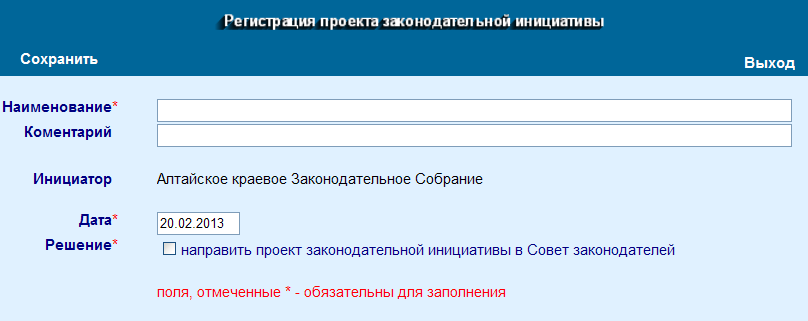 Регистрация проекта законодательной инициативы
Сохранить
Выход
Наименование*
Коментарий
Инициатор Алтайское краевое Законодательное Собрание
Дата* 20.02.2013
Решение* направить проект законодательной инициативы в Совет законодателей
поля, отмеченные * - обязательны для заполнения